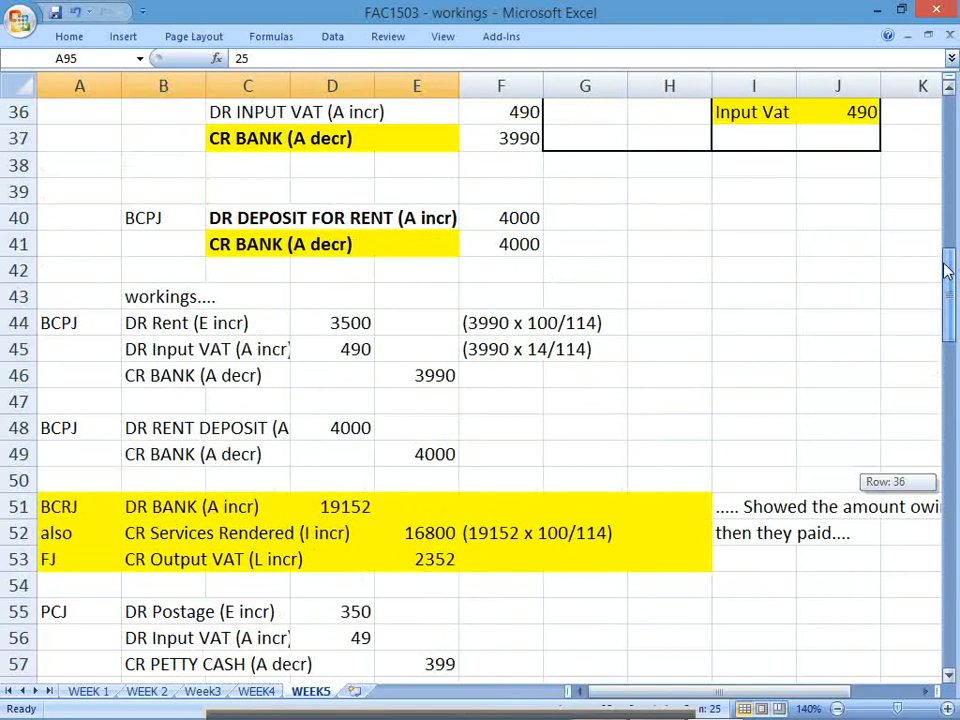 FAC1503 - workings - Microsoft Excel
Home Insert Page Layout Formulas Data Review View Add-Ins
A95 fx 25
A B C D E F G H I J K
36 DR INPUT VAT (A incr) 490 Input Vat 490
37 CR BANK (A decr) 3990
38
39
40 BCPJ DR DEPOSIT FOR RENT (A incr) 4000
41 CR BANK (A decr) 4000
42
43 workings....
44 BCPJ DR Rent (E incr) 3500 (3990 x 100/114)
45 DR Input VAT (A incr) 490 (3990 x 14/114)
46 CR BANK (A decr) 3990
47
48 BCPJ DR RENT DEPOSIT (A 4000
49 CR BANK (A decr) 4000
50
Row: 36
51 BCRJ DR BANK (A incr) 19152 ..... Showed the amount owi
52 also CR Services Rendered (I incr) 16800 (19152 x 100/114) then they paid....
53 FJ CR Output VAT (L incr) 2352
54
55 PCJ DR Postage (E incr) 350
56 DR Input VAT (A incr) 49
57 CR PETTY CASH (A decr) 399
WEEK 1 WEEK 2 Week3 WEEK4 WEEK5
Ready n: 25 140%